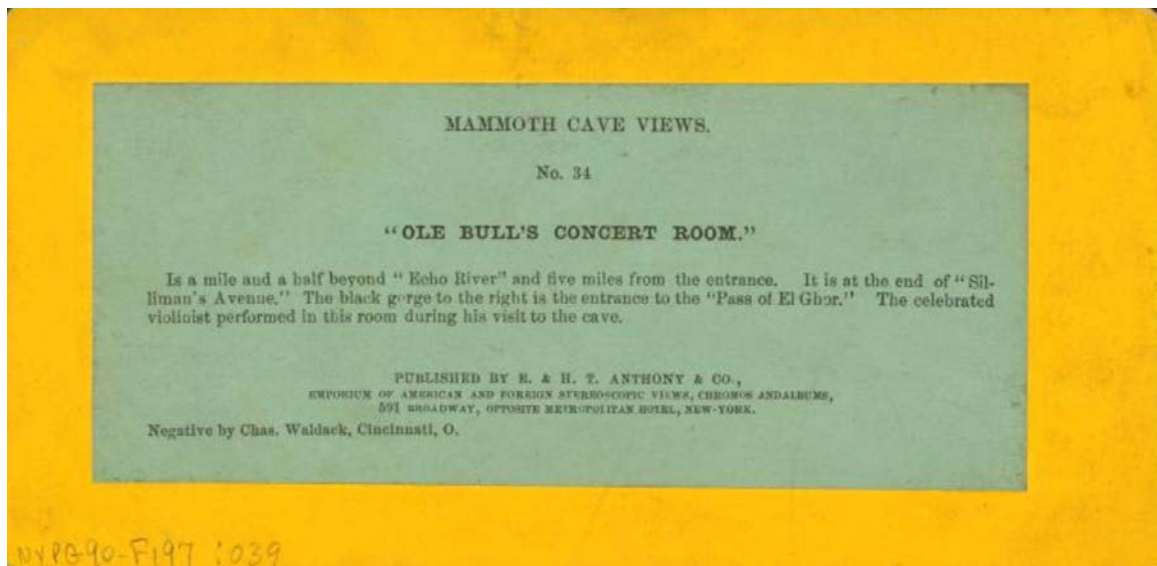 MAMMOTH CAVE VIEWS.
No. 34
“OLE BULL'S CONCERT ROOM.”
Is a mile and a half beyond “Echo River” and five miles from the entrance. It is at the end of “Sil-
liman's Avenue.” The black gorge to the right is the entrance to the “Pass of El Ghor.” The celebrated
violinist performed in this room during his visit to the cave.
PUBLISHED BY E. & H. T. ANTHONY & CO.,
EMPORIUM OF AMERICAN AND FOREIGN STEREOSCOPIC VIEWS, CHROMOS ANDALBUMS,
591 BROADWAY, OPPOSITE METROPOLITAN HOTEL, NEW-YORK.
Negative by Chas. Waldack, Cincinnati, O.
NYPG90-F197 :039